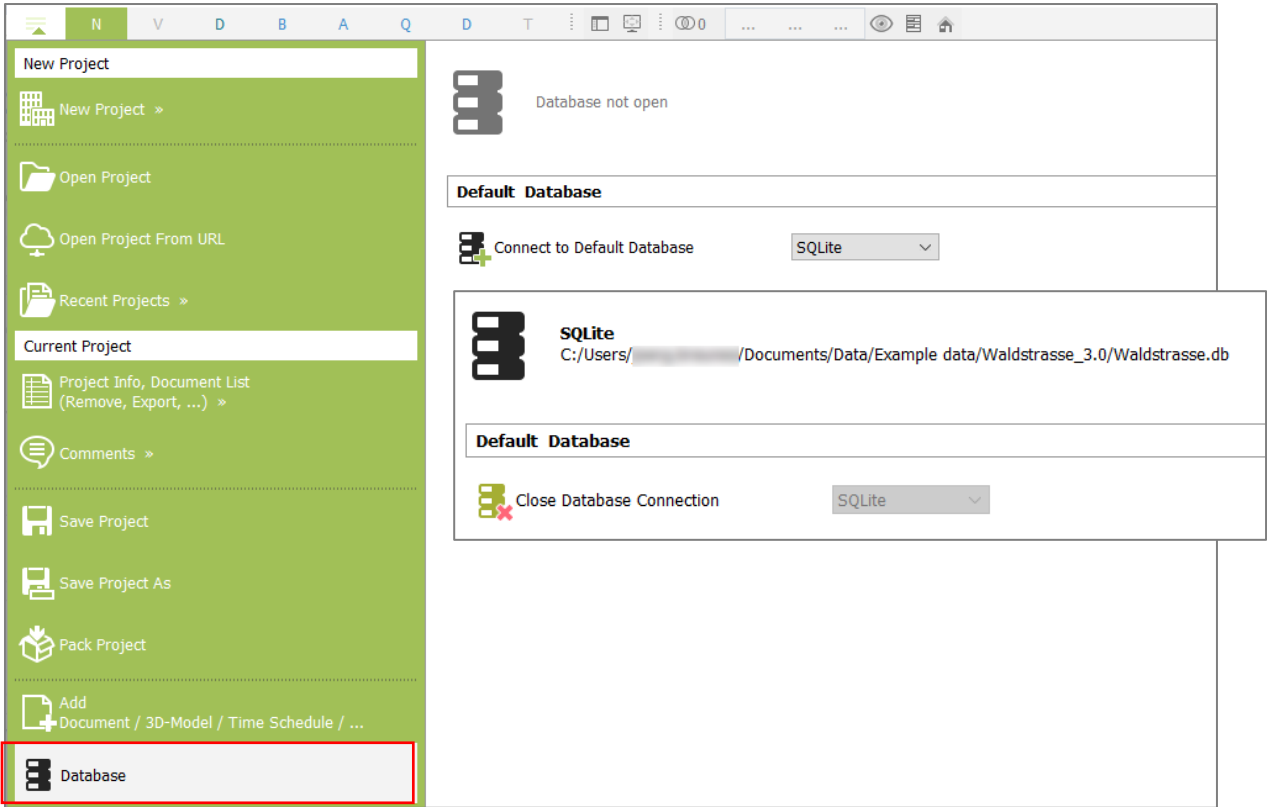 N V D B A Q D T 0 ... ... ...
New Project
New Project »
Open Project
Open Project From URL
Recent Projects »
Current Project
Project Info, Document List
(Remove, Export, ...) »
Comments »
Save Project
Save Project As
Pack Project
Add
Document / 3D-Model / Time Schedule / ...
Database
Database not open
Default Database
Connect to Default Database SQLite
SQLite
C:/Users/ /Documents/Data/Example data/Waldstrasse_3.0/Waldstrasse.db
Default Database
Close Database Connection SQLite